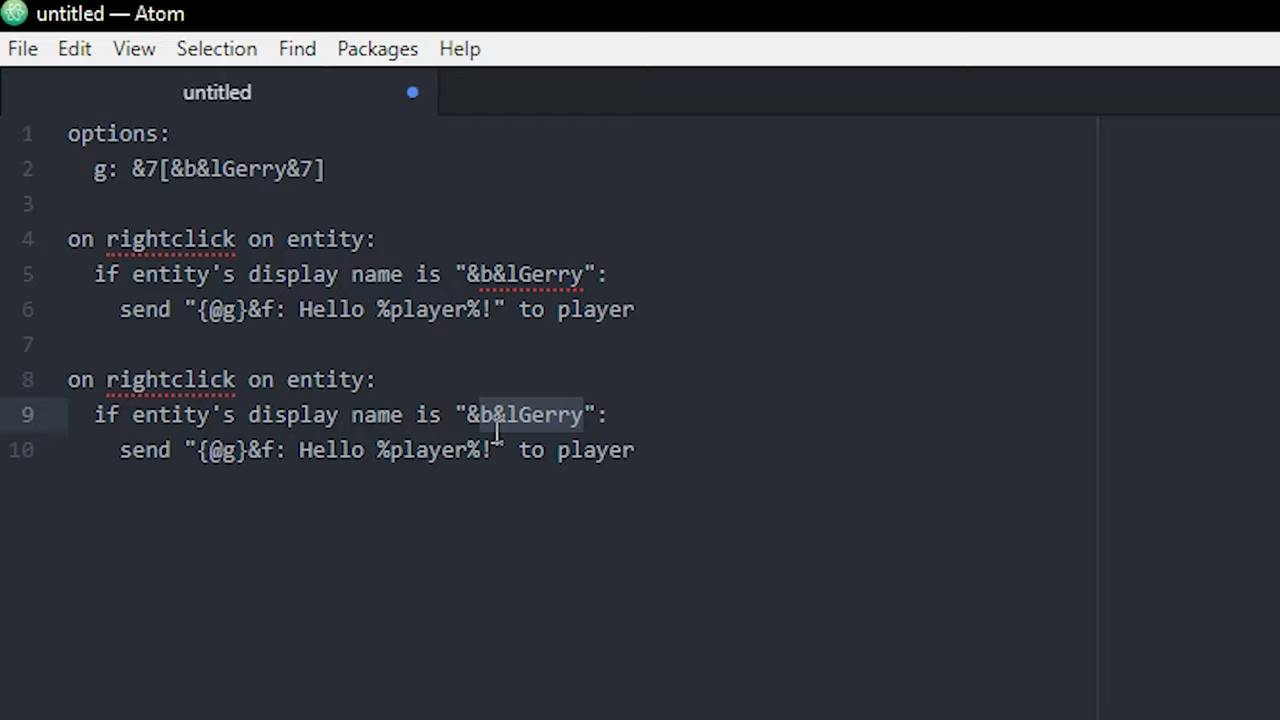 untitled — Atom
File Edit View Selection Find Packages Help
untitled
1 options:
2 g: &7[&b&lGerry&7]
3
4 on rightclick on entity:
5 if entity's display name is "&b&lGerry":
6 send "{@g}&f: Hello %player%!" to player
7
8 on rightclick on entity:
9 if entity's display name is "&b&lGerry":
10 send "{@g}&f: Hello %player%!" to player